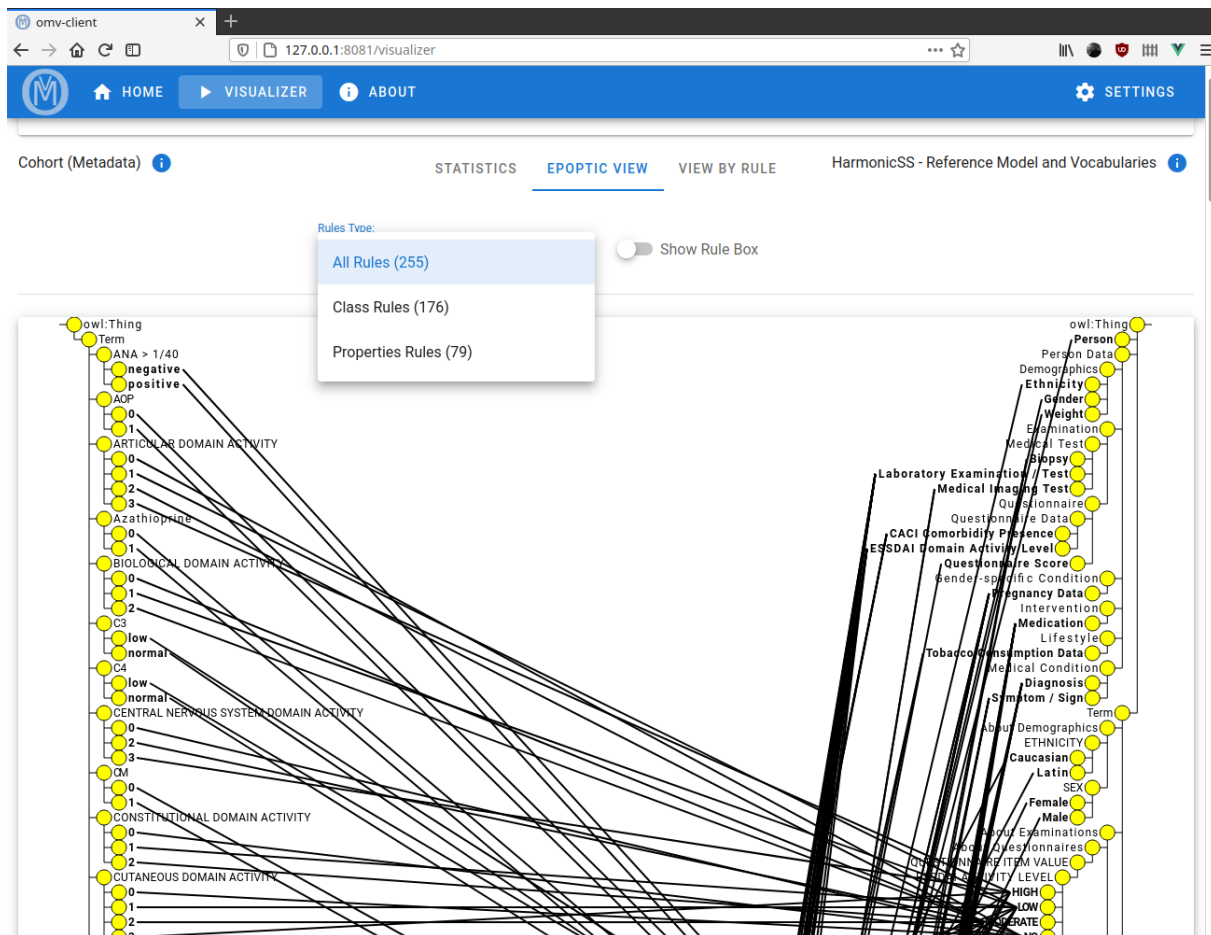 omv-client
127.0.0.1:8081/visualizer
HOME
VISUALIZER
ABOUT
SETTINGS
Cohort (Metadata)
STATISTICS
EPOPTIC VIEW
VIEW BY RULE
HarmonicSS - Reference Model and Vocabularies
Rules Type:
All Rules (255)
Class Rules (176)
Properties Rules (79)
Show Rule Box
owl:Thing
Term
ANA > 1/40
negative
positive
AOP
0
1
ARTICULAR DOMAIN ACTIVITY
0
1
2
3
Azathioprine
0
1
BIOLOGICAL DOMAIN ACTIVITY
0
1
2
C3
low
normal
C4
low
normal
CENTRAL NERVOUS SYSTEM DOMAIN ACTIVITY
0
2
3
CM
0
1
CONSTITUTIONAL DOMAIN ACTIVITY
0
1
2
CUTANEOUS DOMAIN ACTIVITY
0
1
2
owl:Thing
Person
Person Data
Demographics
Ethnicity
Gender
Weight
Examination
Medical Test
Biopsy
Laboratory Examination / Test
Medical Imaging Test
Questionnaire
Questionnaire Data
CACI Comorbidity Presence
ESSDAI Domain Activity Level
Questionnaire Score
Gender-specific Condition
Pregnancy Data
Intervention
Medication
Lifestyle
Tobacco Consumption Data
Medical Condition
Diagnosis
Symptom / Sign
Term
About Demographics
ETHNICITY
Caucasian
Latin
SEX
Female
Male
About Examinations
About Questionnaires
QUESTIONNAIRE ITEM VALUE
ACTIVITY LEVEL
HIGH
LOW
MODERATE